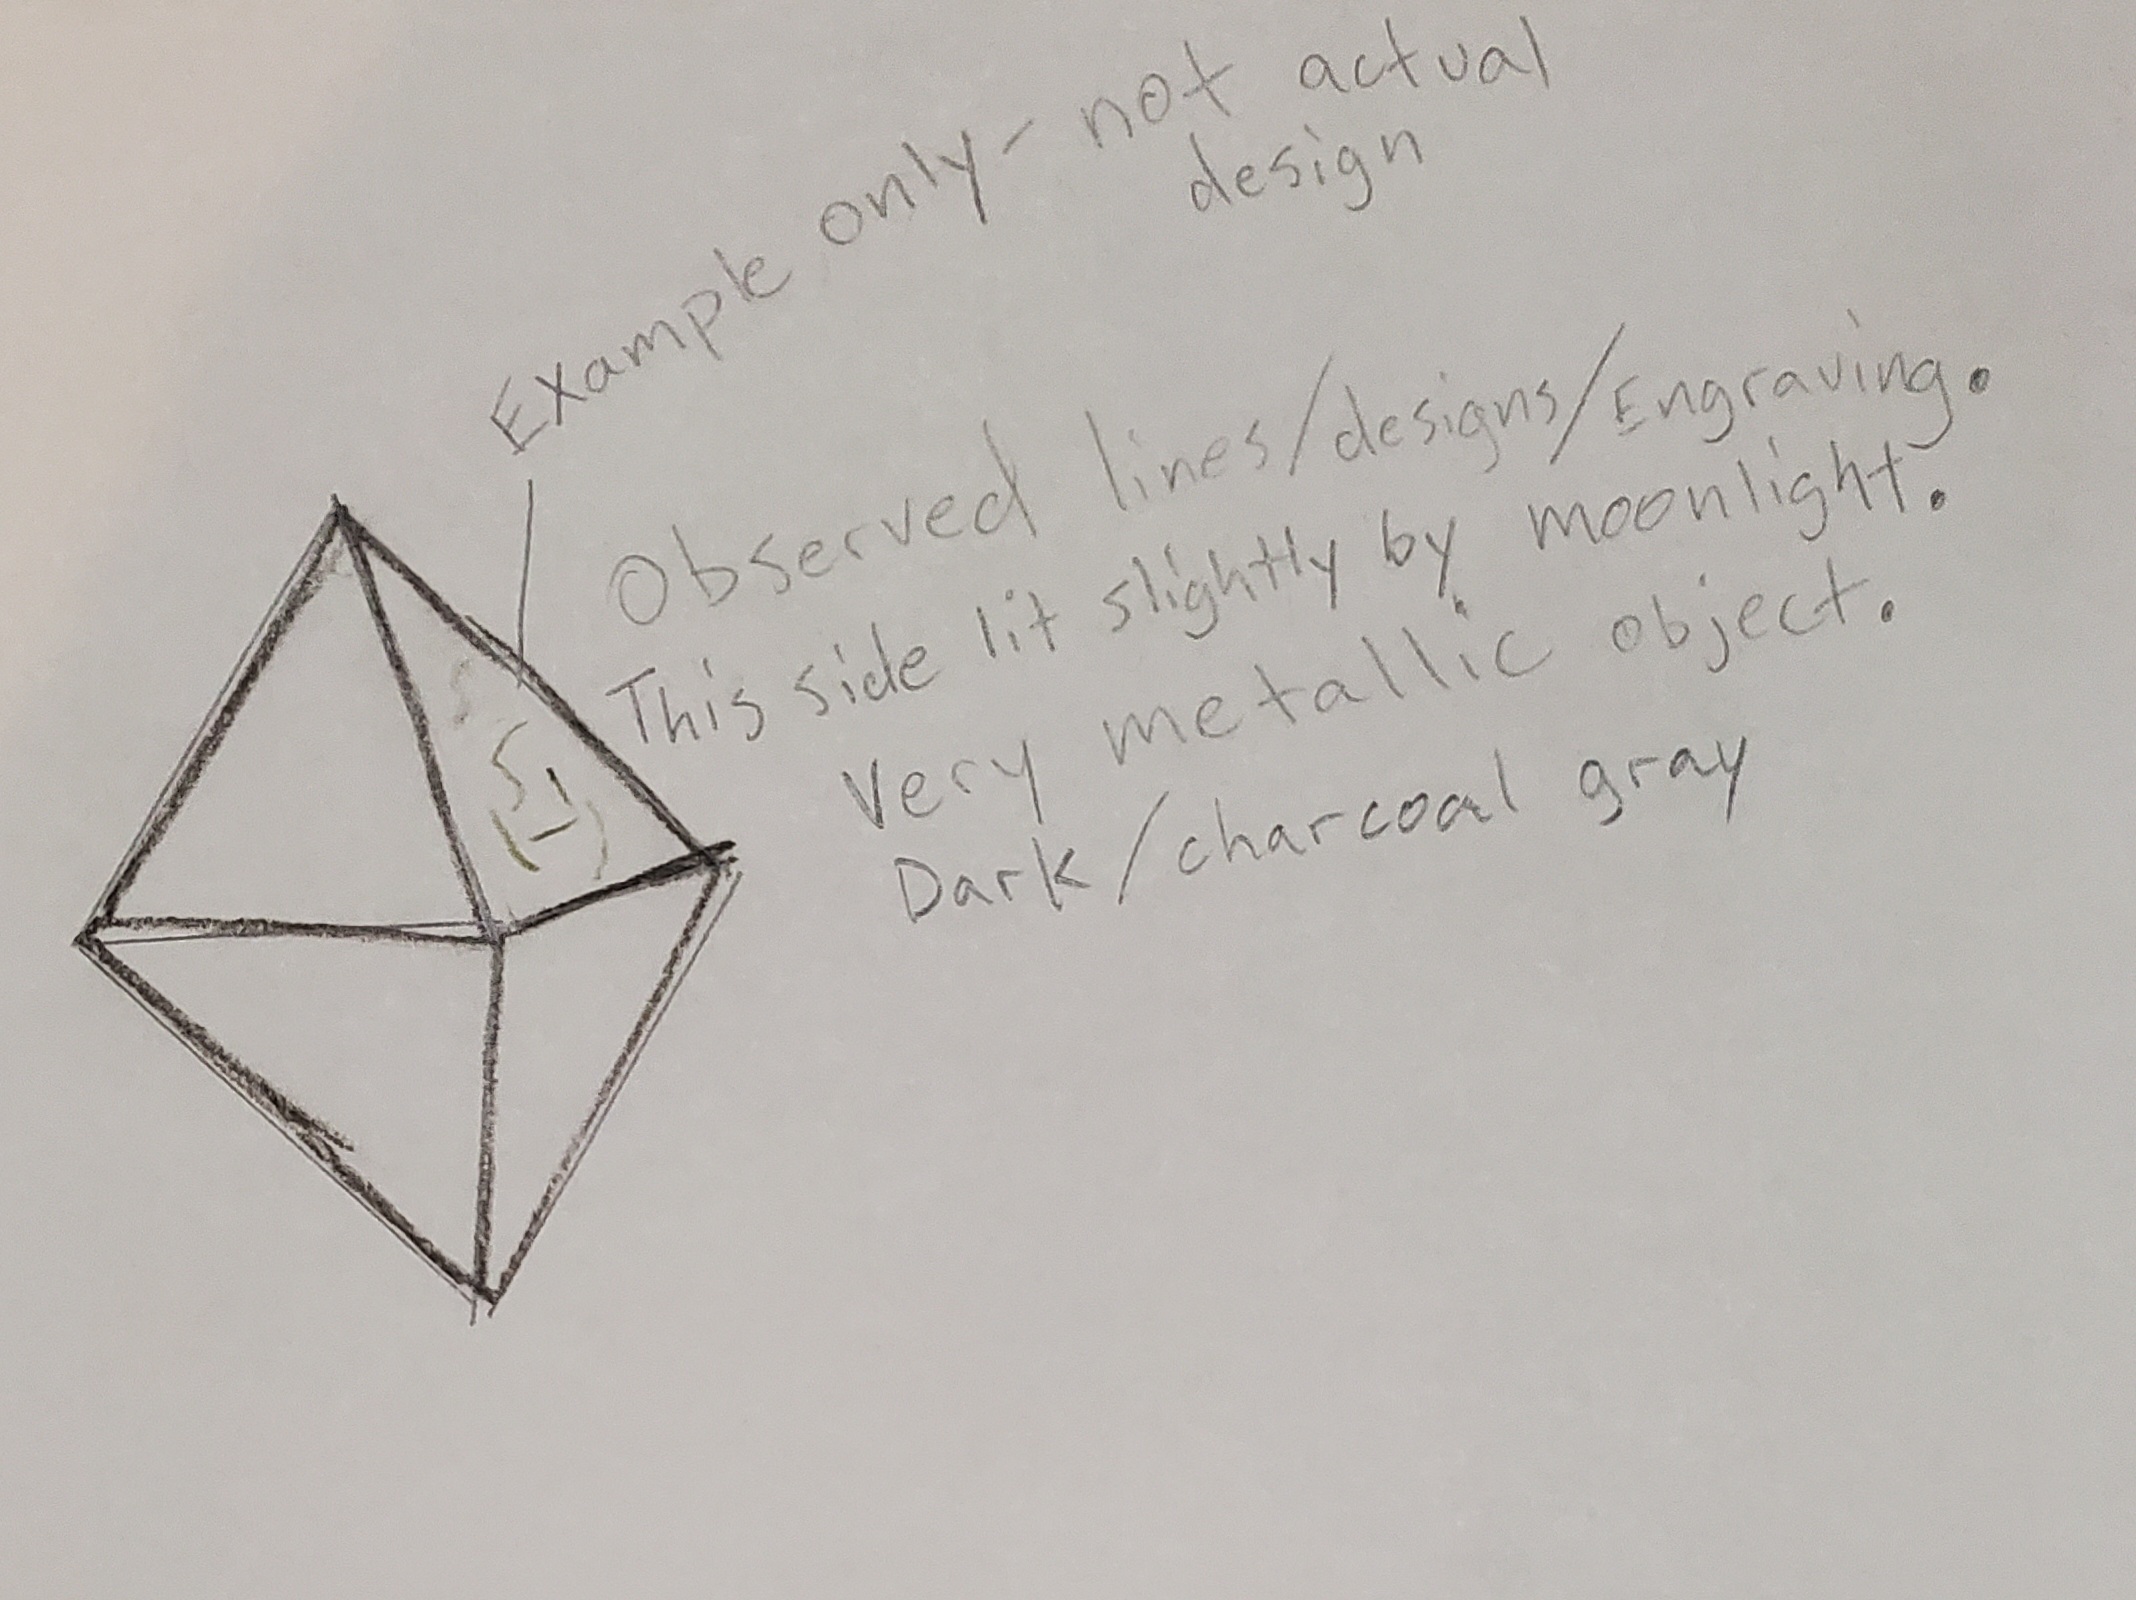 Example only - not actual
design
Observed lines/designs/Engraving.
This side lit slightly by moonlight.
Very metallic object.
Dark/charcoal gray